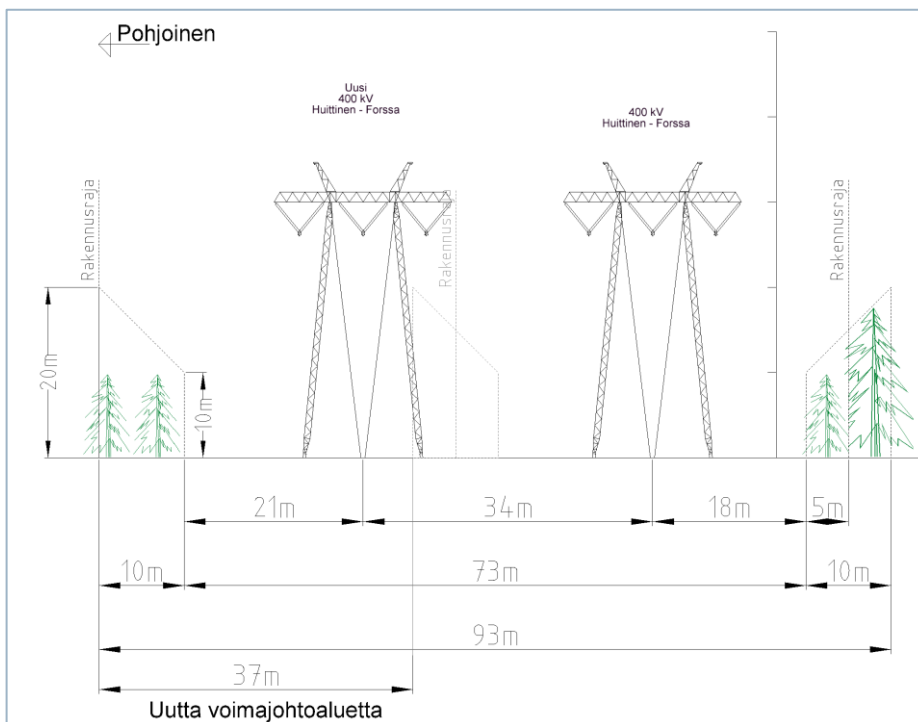 Pohjoinen
Uusi
400 kV
Huittinen - Forssa
400 kV
Huittinen - Forssa
Rakennusraja
Rakennusraja
Rakennusraja
20m
10m
21m
34m
18m
5m
10m
73m
10m
93m
37m
Uutta voimajohtoaluetta